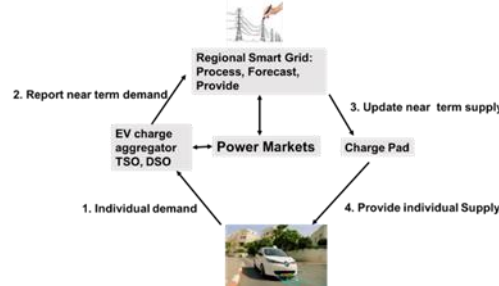 Regional Smart Grid:
Process, Forecast,
Provide
2. Report near term demand
3. Update near term supply
EV charge
aggregator
TSO, DSO
Power Markets
Charge Pad
1. Individual demand
4. Provide individual Supply